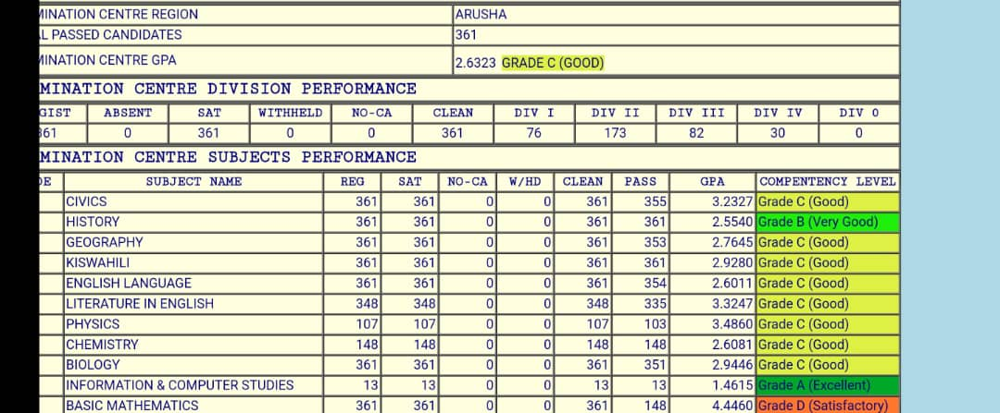 MINATION CENTRE REGION ARUSHA
L PASSED CANDIDATES 361
MINATION CENTRE GPA 2.6323 GRADE C (GOOD)
MINATION CENTRE DIVISION PERFORMANCE
GIST ABSENT SAT WITHHELD NO-CA CLEAN DIV I DIV II DIV III DIV IV DIV 0
361 0 361 0 0 361 76 173 82 30 0
MINATION CENTRE SUBJECTS PERFORMANCE
DE SUBJECT NAME REG SAT NO-CA W/HD CLEAN PASS GPA COMPENTENCY LEVEL
CIVICS 361 361 0 0 361 355 3.2327 Grade C (Good)
HISTORY 361 361 0 0 361 361 2.5540 Grade B (Very Good)
GEOGRAPHY 361 361 0 0 361 353 2.7645 Grade C (Good)
KISWAHILI 361 361 0 0 361 361 2.9280 Grade C (Good)
ENGLISH LANGUAGE 361 361 0 0 361 354 2.6011 Grade C (Good)
LITERATURE IN ENGLISH 348 348 0 0 348 335 3.3247 Grade C (Good)
PHYSICS 107 107 0 0 107 103 3.4860 Grade C (Good)
CHEMISTRY 148 148 0 0 148 148 2.6081 Grade C (Good)
BIOLOGY 361 361 0 0 361 351 2.9446 Grade C (Good)
INFORMATION & COMPUTER STUDIES 13 13 0 0 13 13 1.4615 Grade A (Excellent)
BASIC MATHEMATICS 361 361 0 0 361 148 4.4460 Grade D (Satisfactory)